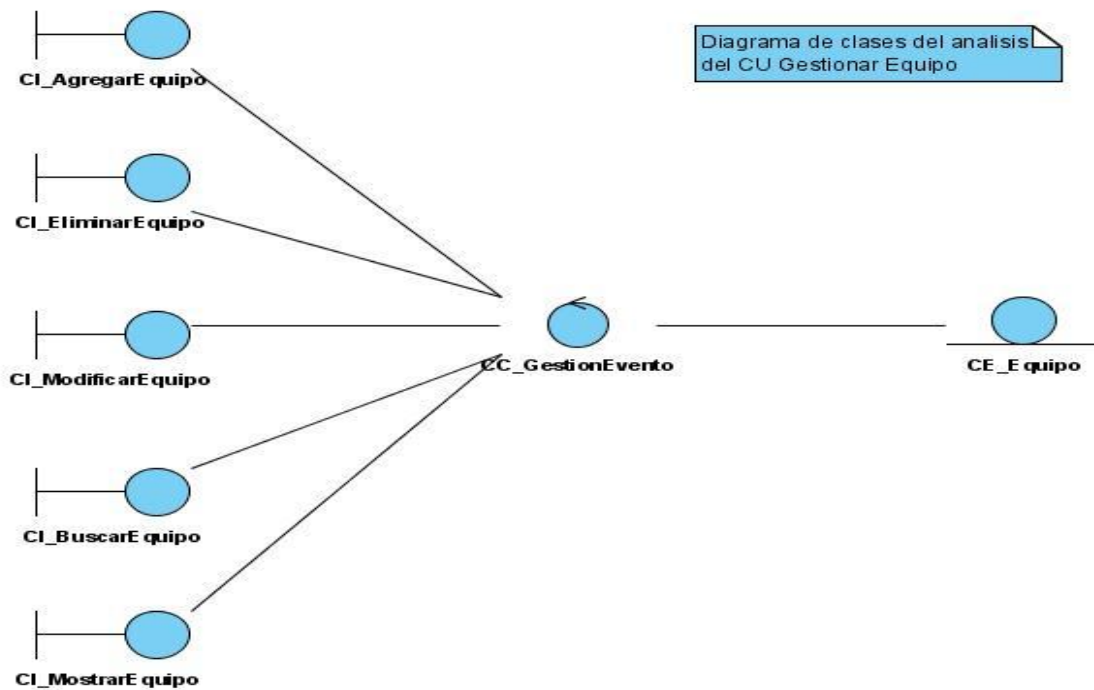 CI_AgregarEquipo
Diagrama de clases del analisis
del CU Gestionar Equipo
CI_EliminarEquipo
CI_ModificarEquipo
CC_GestionEvento
CE_Equipo
CI_BuscarEquipo
CI_MostrarEquipo